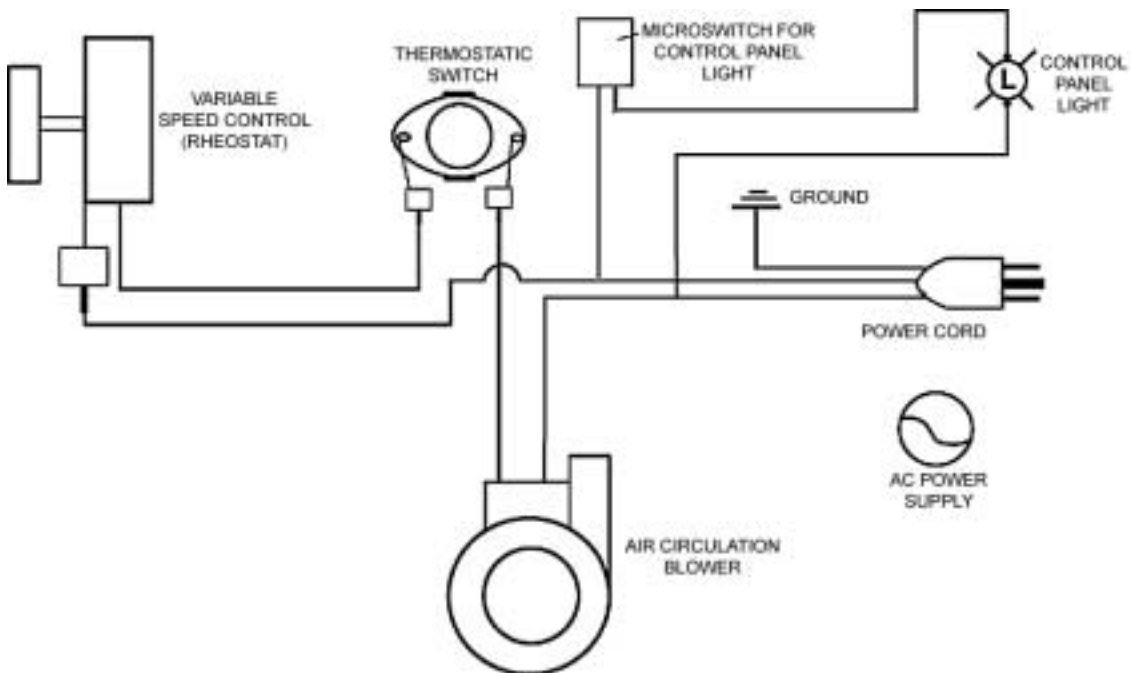 MICROSWITCH FOR
CONTROL PANEL
LIGHT
THERMOSTATIC
SWITCH
CONTROL
PANEL
LIGHT
L
VARIABLE
SPEED CONTROL
(RHEOSTAT)
GROUND
POWER CORD
AC POWER
SUPPLY
AIR CIRCULATION
BLOWER